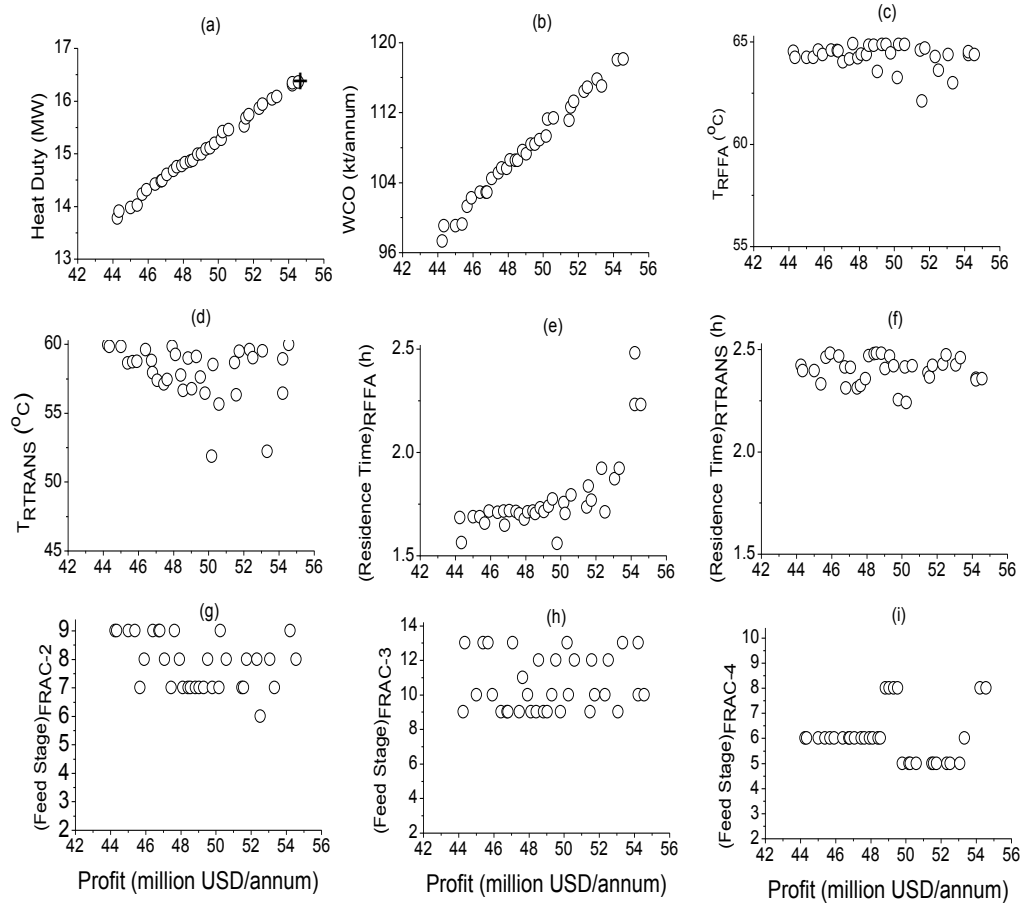 (a)
17
16
15
14
13
Heat Duty (MW)
42 44 46 48 50 52 54 56
(b)
120
112
104
96
WCO (kt/annum)
42 44 46 48 50 52 54 56
(c)
65
60
55
TRFFA (°C)
42 44 46 48 50 52 54 56
(d)
60
55
50
45
TRTRANS (°C)
42 44 46 48 50 52 54 56
(e)
2.5
2.0
1.5
(Residence Time)RFFA (h)
42 44 46 48 50 52 54 56
(f)
2.5
2.0
1.5
(Residence Time)RTRANS (h)
42 44 46 48 50 52 54 56
(g)
9
8
7
6
5
4
3
2
(Feed Stage)FRAC-2
42 44 46 48 50 52 54 56
Profit (million USD/annum)
(h)
14
12
10
8
6
4
2
(Feed Stage)FRAC-3
42 44 46 48 50 52 54 56
Profit (million USD/annum)
(i)
10
9
8
7
6
5
4
3
2
(Feed Stage)FRAC-4
42 44 46 48 50 52 54 56
Profit (million USD/annum)